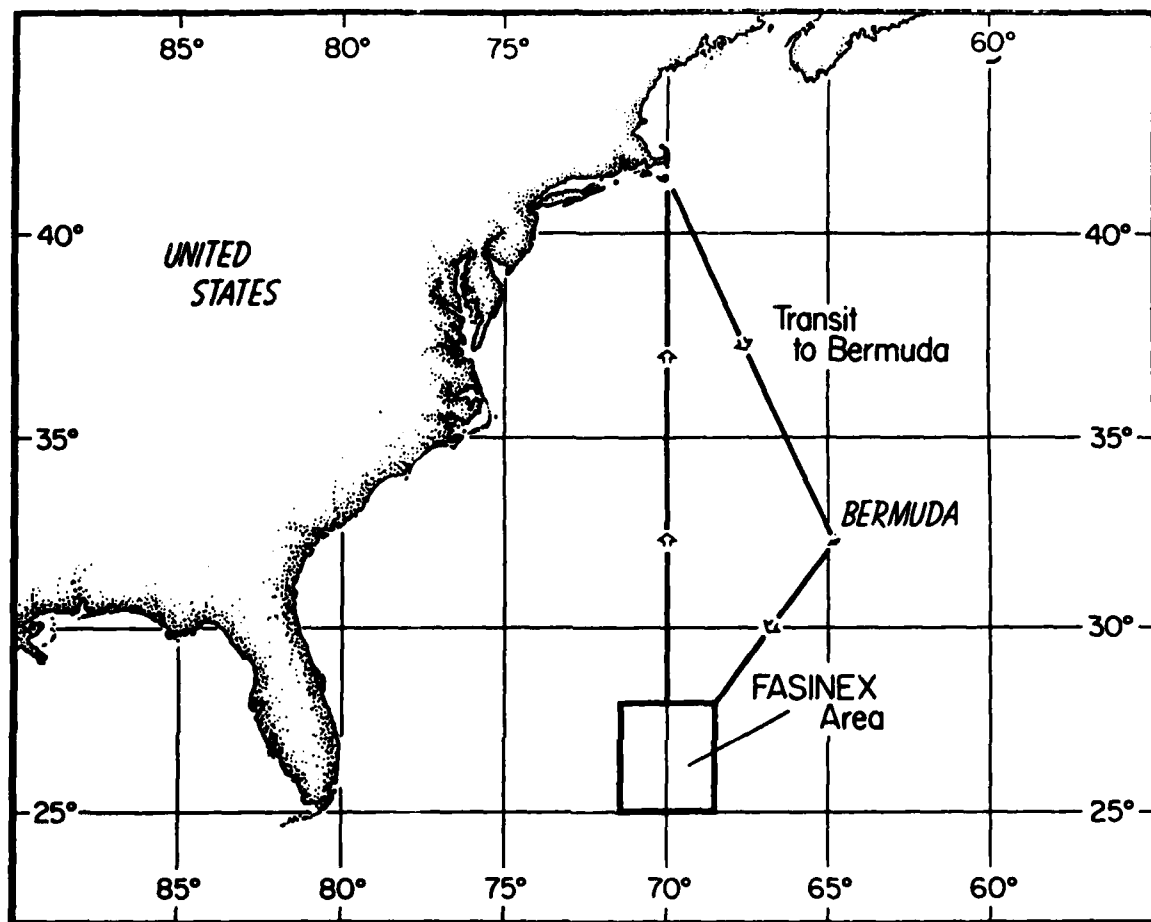 85° 80° 75° 60°
40° 40°
UNITED
STATES
Transit
to Bermuda
35° 35°
BERMUDA
30° 30°
FASINEX
Area
25° 25°
85° 80° 75° 70° 65° 60°